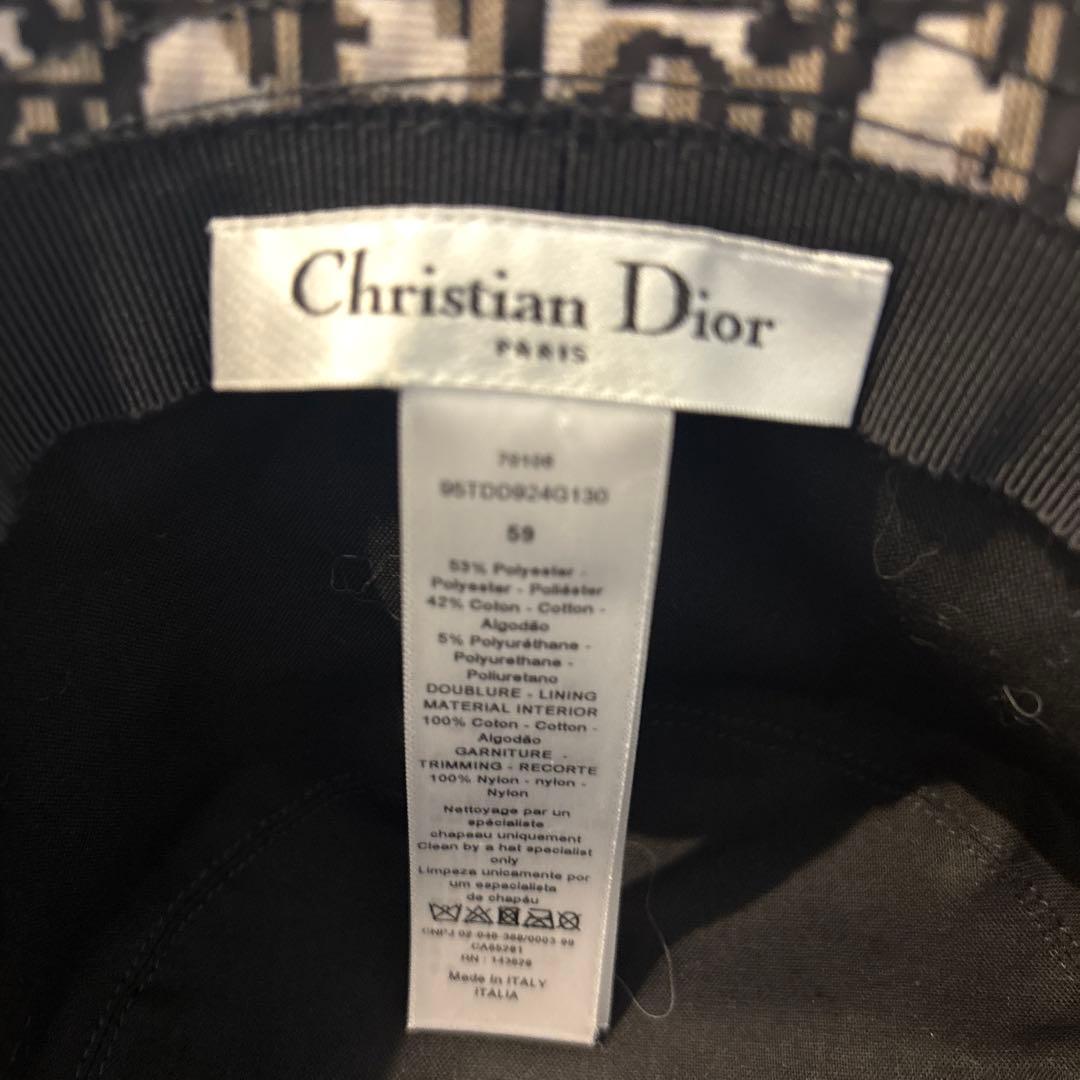 Christian Dior
PARIS
95TDD924G130
59
53% Polyester -
Polyester - Poliéster
42% Coton - Cotton -
Algodão
5% Polyuréthane -
Polyurethane -
Poliuretano
DOUBLURE - LINING
MATERIAL INTERIOR
100% Coton - Cotton -
Algodão
GARNITURE -
TRIMMING - RECORTE
100% Nylon - nylon -
Nylon
Nettoyage par un
spécialiste
chapeau uniquement
Clean by a hat specialist
only
Limpeza unicamente por
um especialista
de chapéu
CNPJ
Made in ITALY
ITALIA